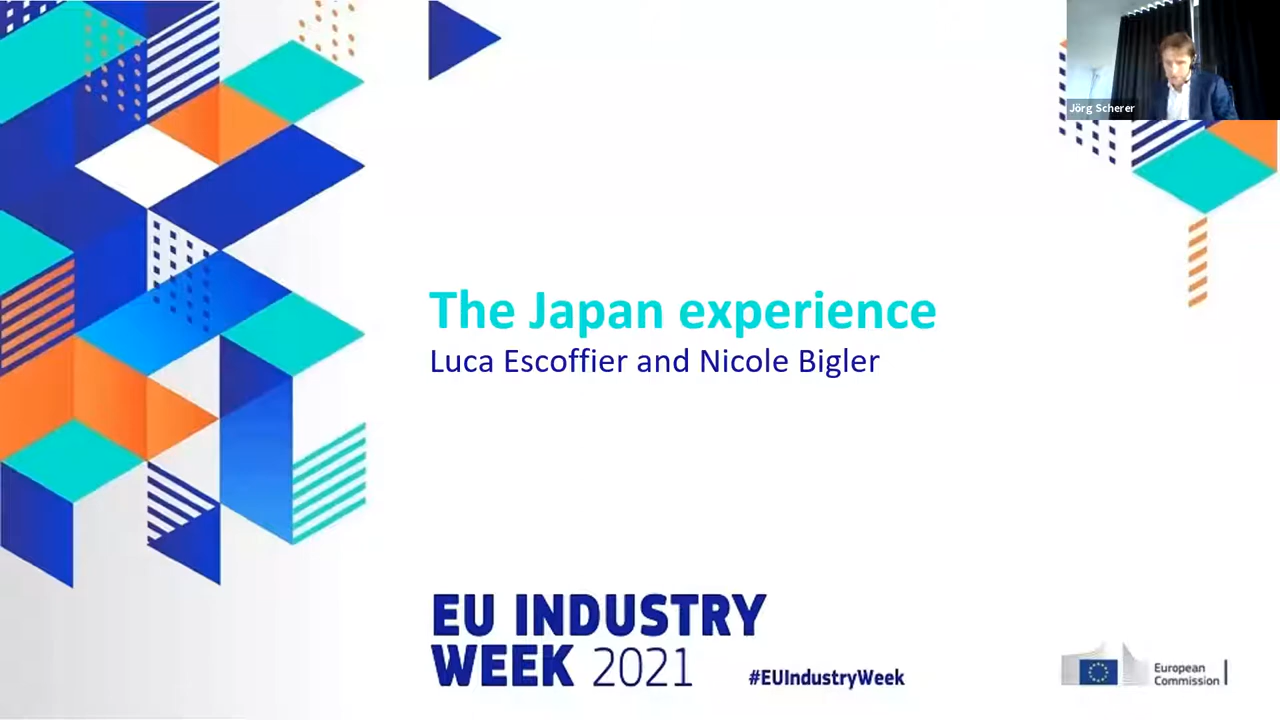 Jörg Scherer
The Japan experience
Luca Escoffier and Nicole Bigler
EU INDUSTRY
WEEK 2021
#EUIndustryWeek
European
Commission